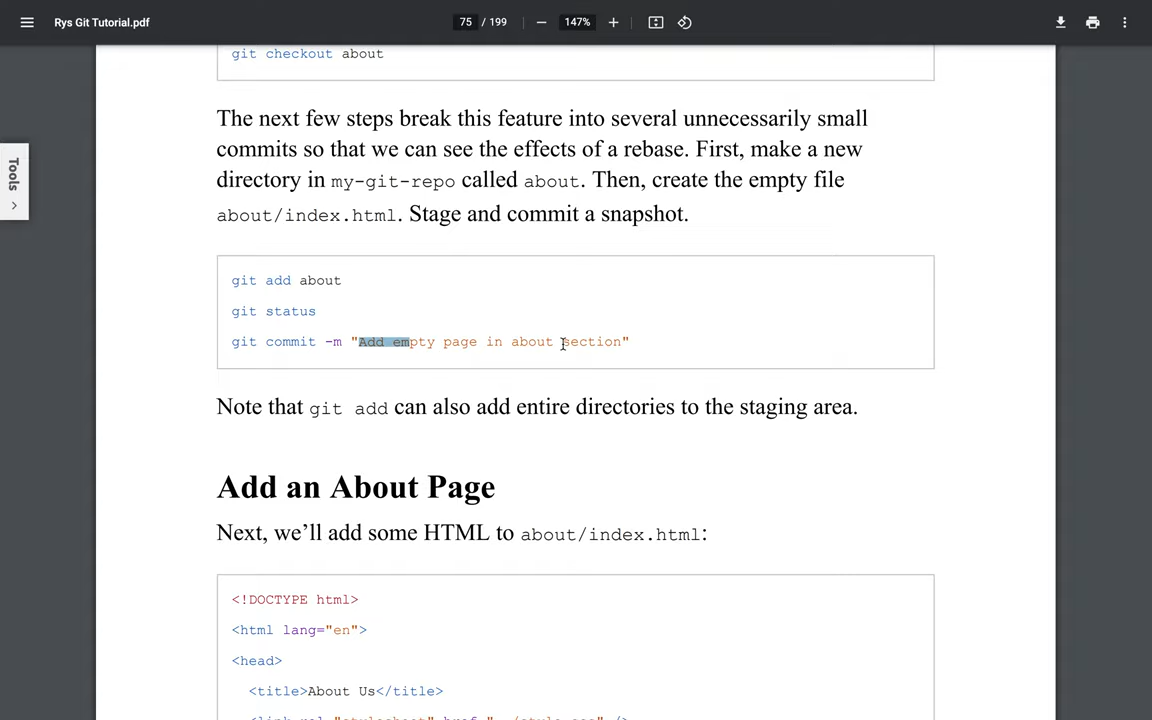 Rys Git Tutorial.pdf
75 / 199
147%
Tools
git checkout about
The next few steps break this feature into several unnecessarily small
commits so that we can see the effects of a rebase. First, make a new
directory in my-git-repo called about. Then, create the empty file
about/index.html. Stage and commit a snapshot.
git add about
git status
git commit -m "Add empty page in about section"
Note that git add can also add entire directories to the staging area.
Add an About Page
Next, we’ll add some HTML to about/index.html:
<!DOCTYPE html>
<html lang="en">
<head>
<title>About Us</title>